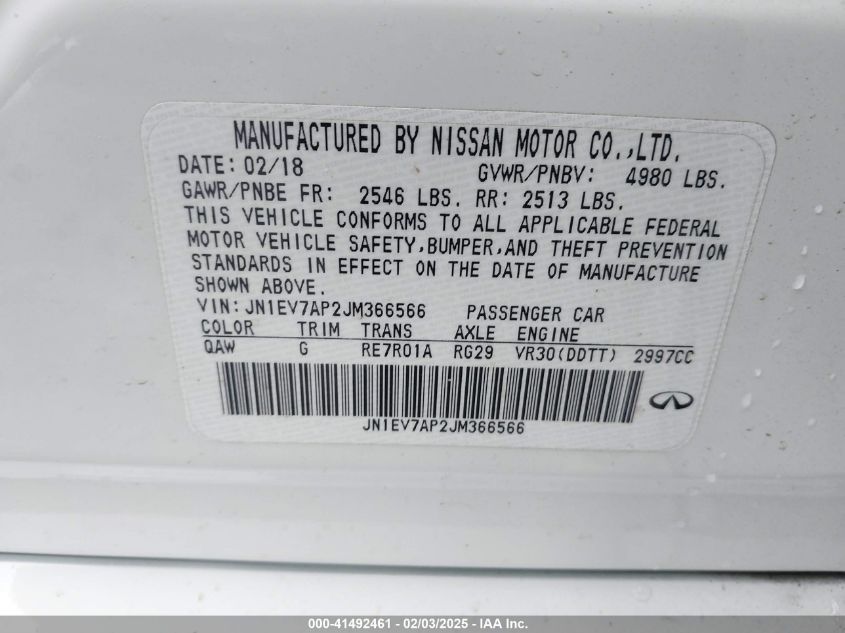 MANUFACTURED BY NISSAN MOTOR CO.,LTD.
DATE: 02/18 GVWR/PNBV: 4980 LBS.
GAWR/PNBE FR: 2546 LBS. RR: 2513 LBS.
THIS VEHICLE CONFORMS TO ALL APPLICABLE FEDERAL
MOTOR VEHICLE SAFETY,BUMPER,AND THEFT PREVENTION
STANDARDS IN EFFECT ON THE DATE OF MANUFACTURE
SHOWN ABOVE.
VIN:JN1EV7AP2JM366566 PASSENGER CAR
COLOR TRIM TRANS AXLE ENGINE
QAW G RE7R01A RG29 VR30(DDTT) 2997CC
JN1EV7AP2JM366566
000-41492461 - 02/03/2025 - IAA Inc.